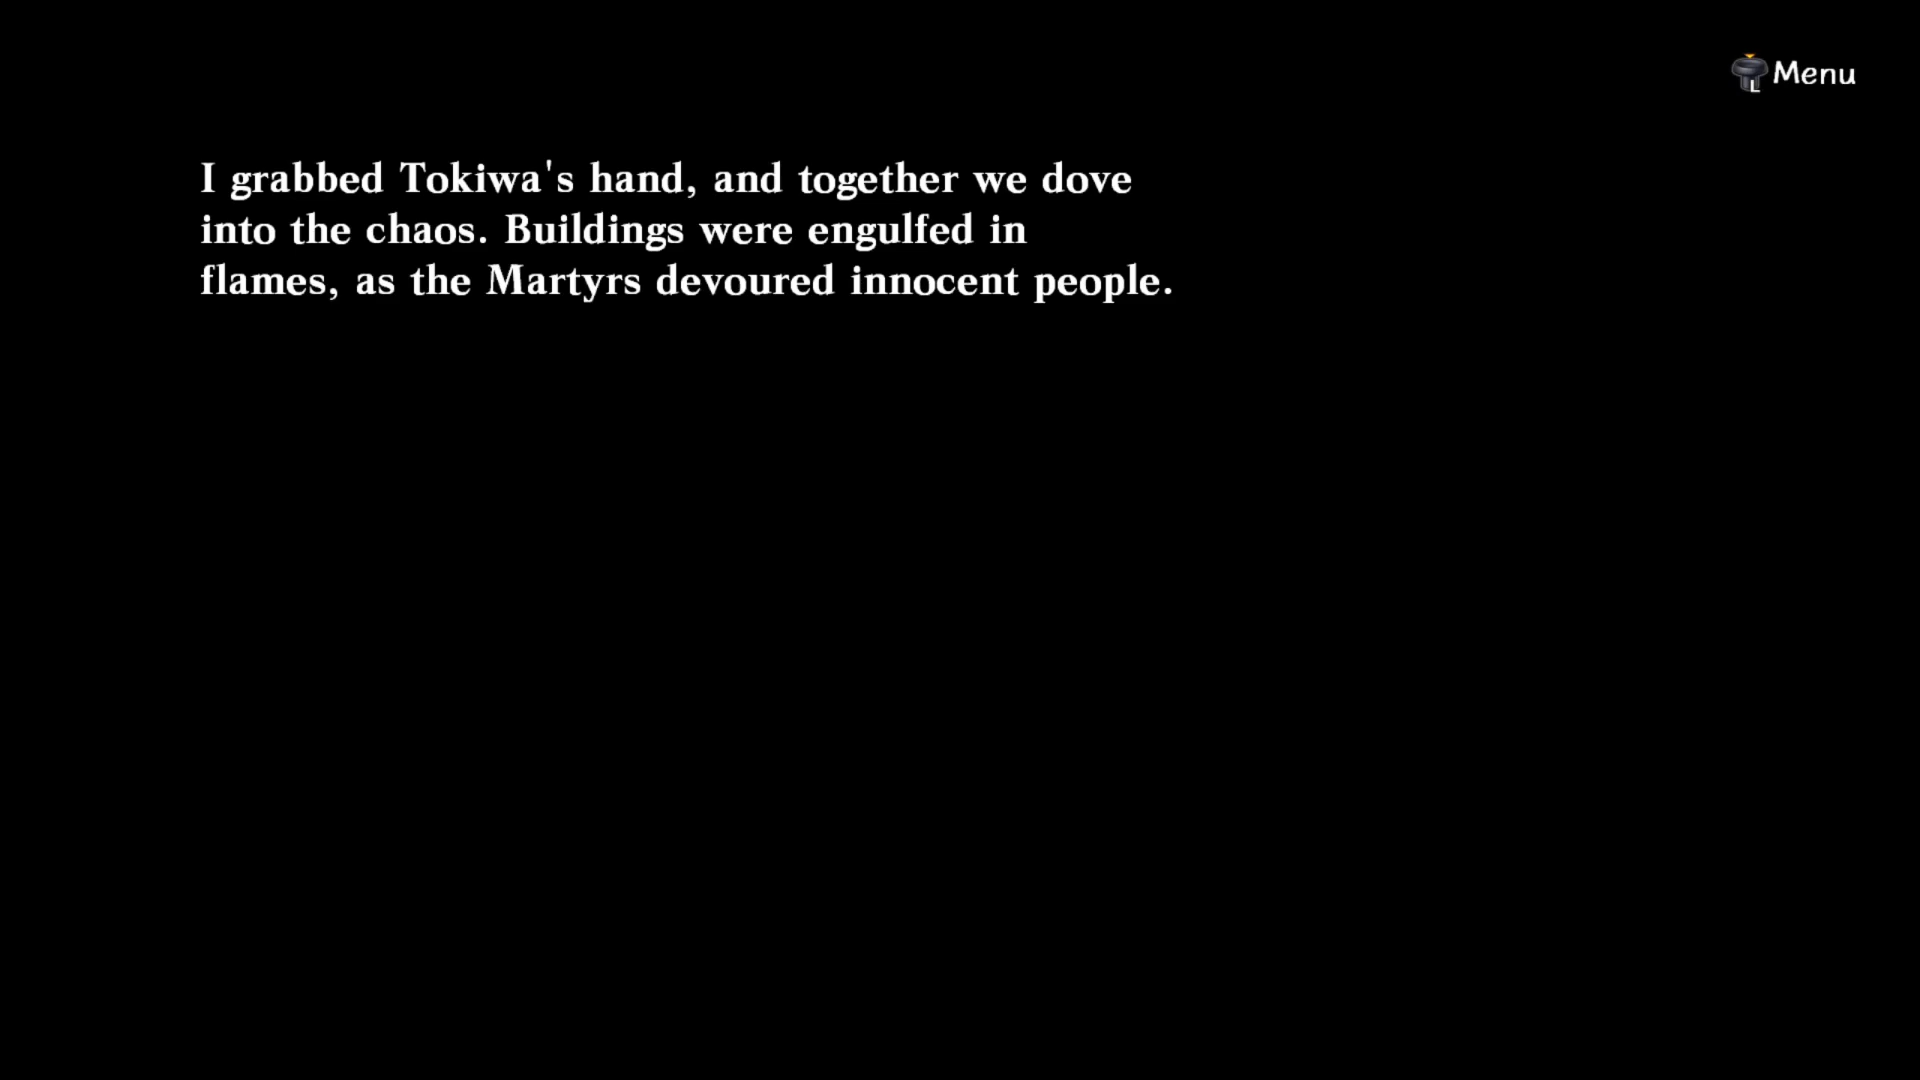 Menu
I grabbed Tokiwa's hand, and together we dove
into the chaos. Buildings were engulfed in
flames, as the Martyrs devoured innocent people.